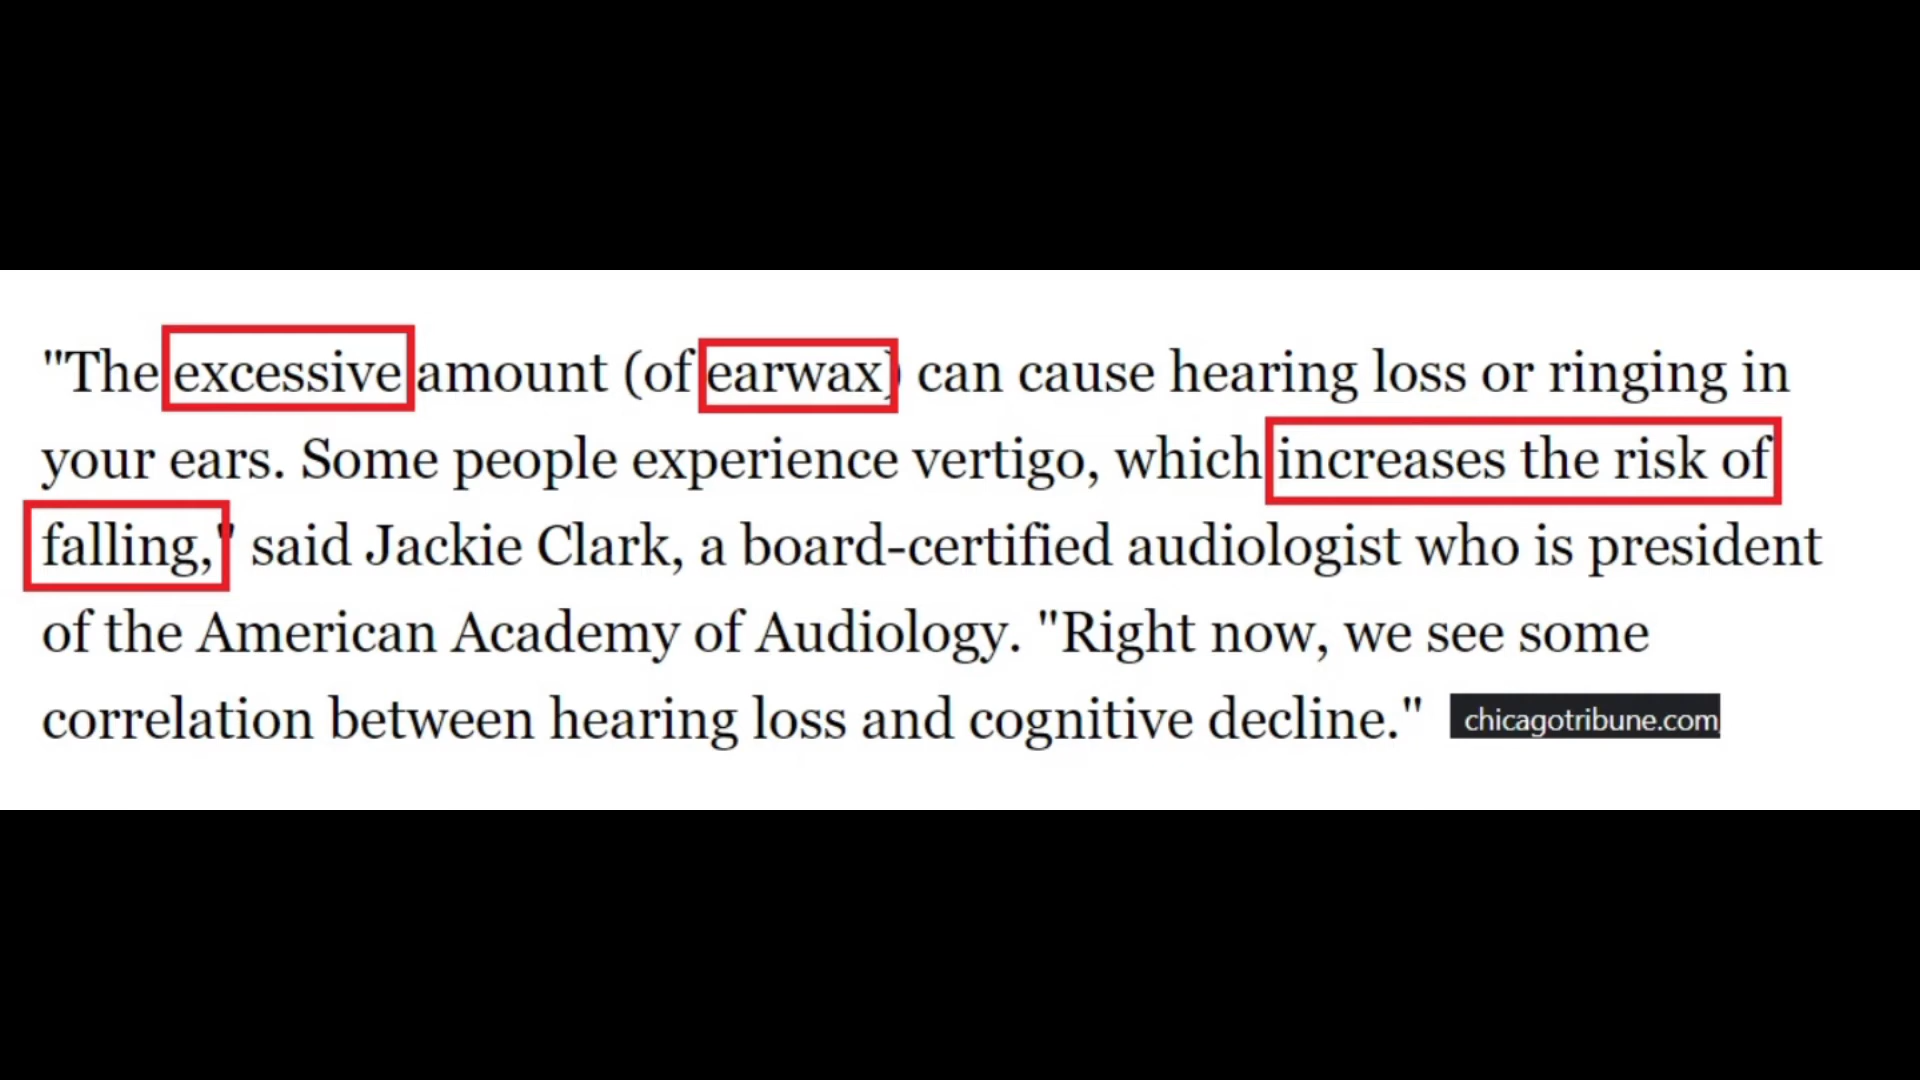 "The excessive amount (of earwax) can cause hearing loss or ringing in
your ears. Some people experience vertigo, which increases the risk of
falling," said Jackie Clark, a board-certified audiologist who is president
of the American Academy of Audiology. "Right now, we see some
correlation between hearing loss and cognitive decline." chicagotribune.com